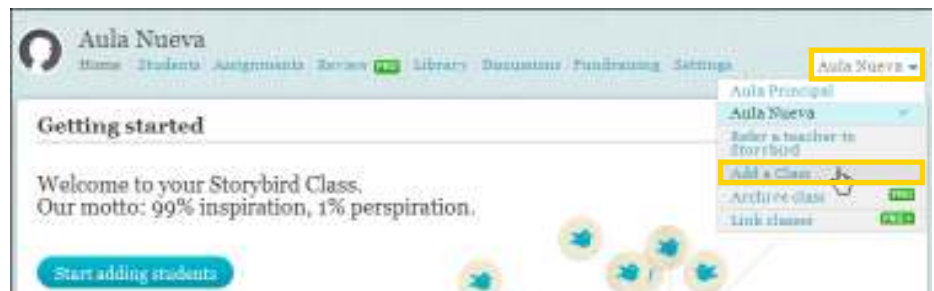 Aula Nueva
Home Students Assignments Review PRO Library Discussions Fundraising Settings
Aula Nueva
Aula Principal
Aula Nueva
Refer a teacher to
Storybird
Add a Class
Archive class PRO
Link classes PRO+
Getting started
Welcome to your Storybird Class.
Our motto: 99% inspiration, 1% perspiration.
Start adding students